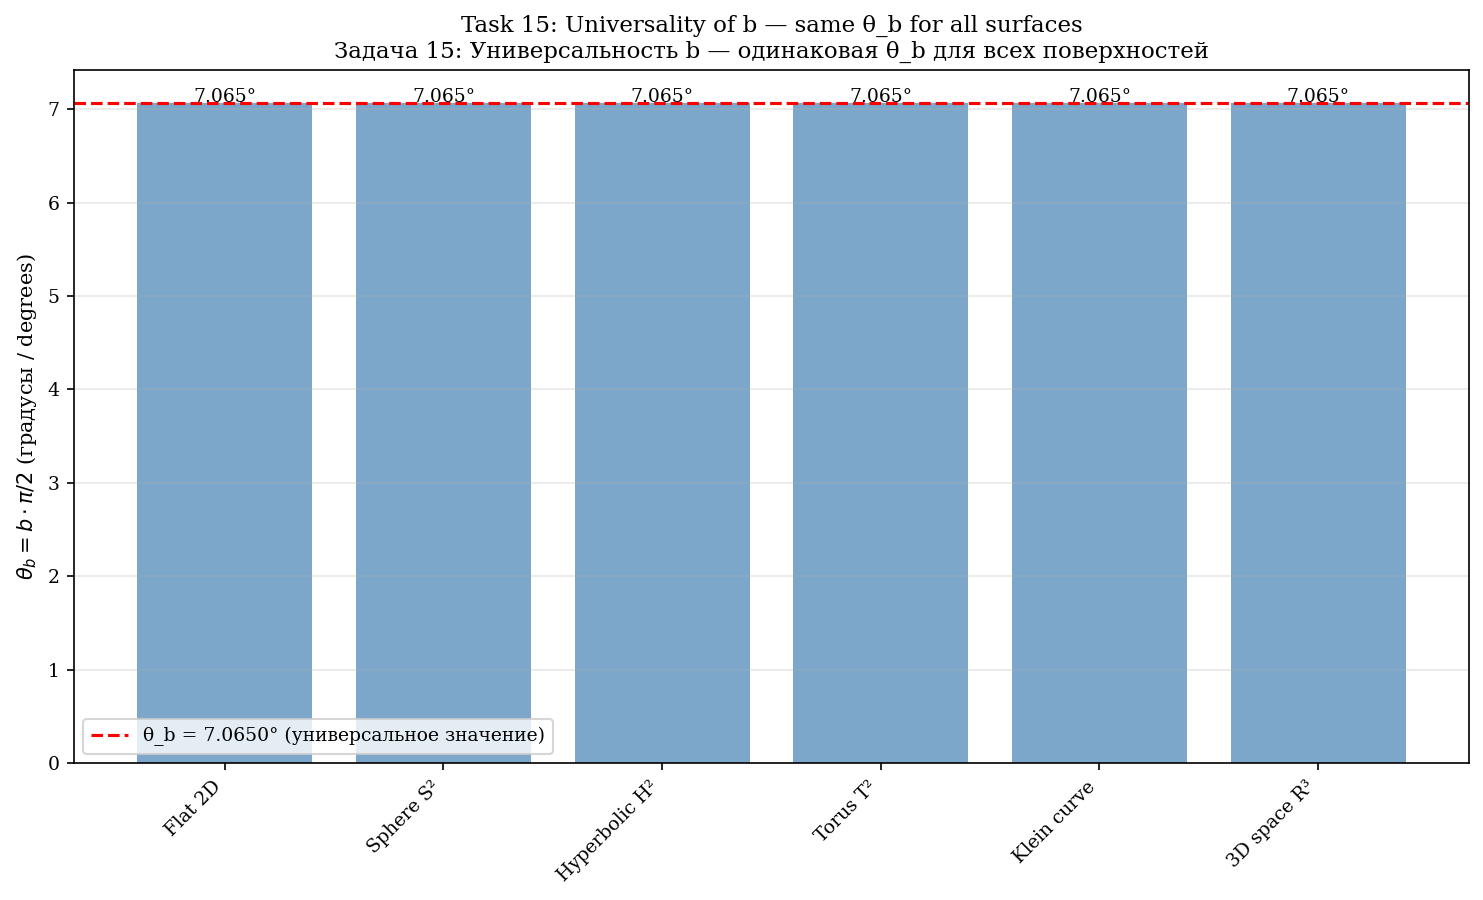 Task 15: Universality of b — same θ_b for all surfaces
Задача 15: Универсальность b — одинаковая θ_b для всех поверхностей
7.065° 7.065° 7.065° 7.065° 7.065° 7.065°
7
6
5
4
3
2
1
0
θ_b = b · π/2 (градусы / degrees)
θ_b = 7.0650° (универсальное значение)
Flat 2D
Sphere S²
Hyperbolic H²
Torus T²
Klein curve
3D space R³